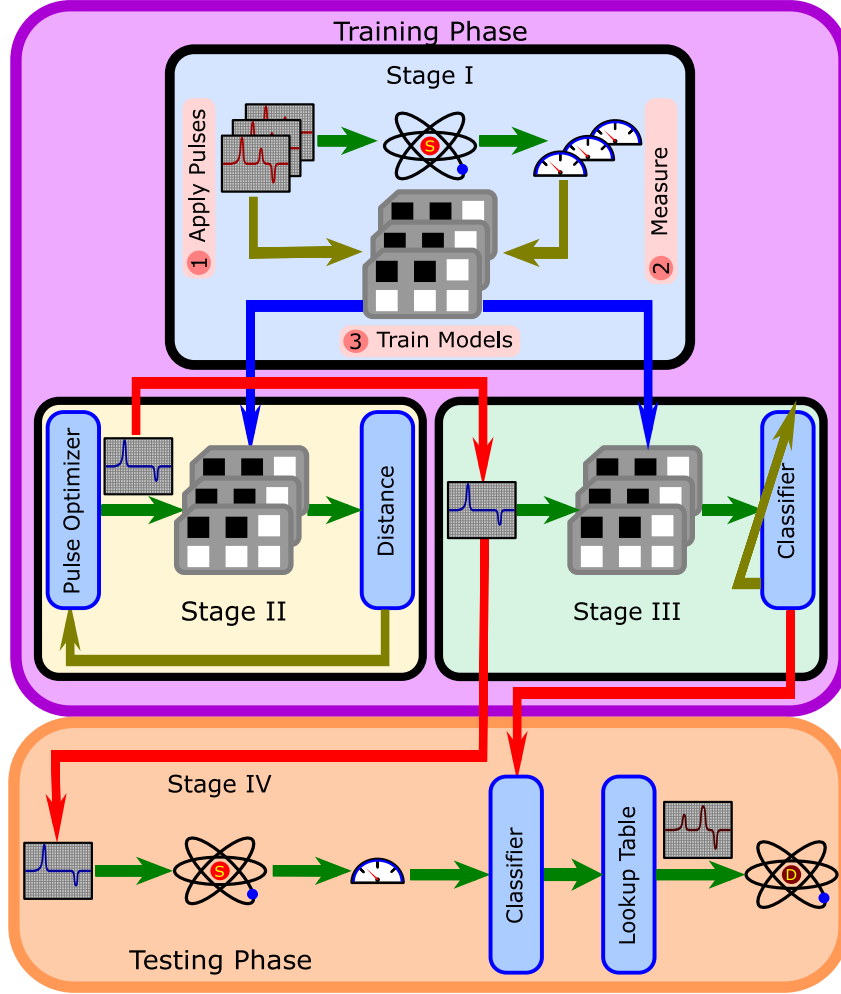 Training Phase
Stage I
1 Apply Pulses
S
2 Measure
3 Train Models
Pulse Optimizer
Distance
Stage II
Classifier
Stage III
Stage IV
S
Classifier
Lookup Table
D
Testing Phase